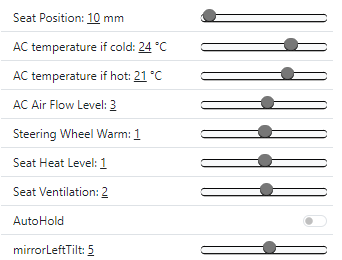 Seat Position: 10 mm
AC temperature if cold: 24 °C
AC temperature if hot: 21 °C
AC Air Flow Level: 3
Steering Wheel Warm: 1
Seat Heat Level: 1
Seat Ventilation: 2
AutoHold
mirrorLeftTilt: 5